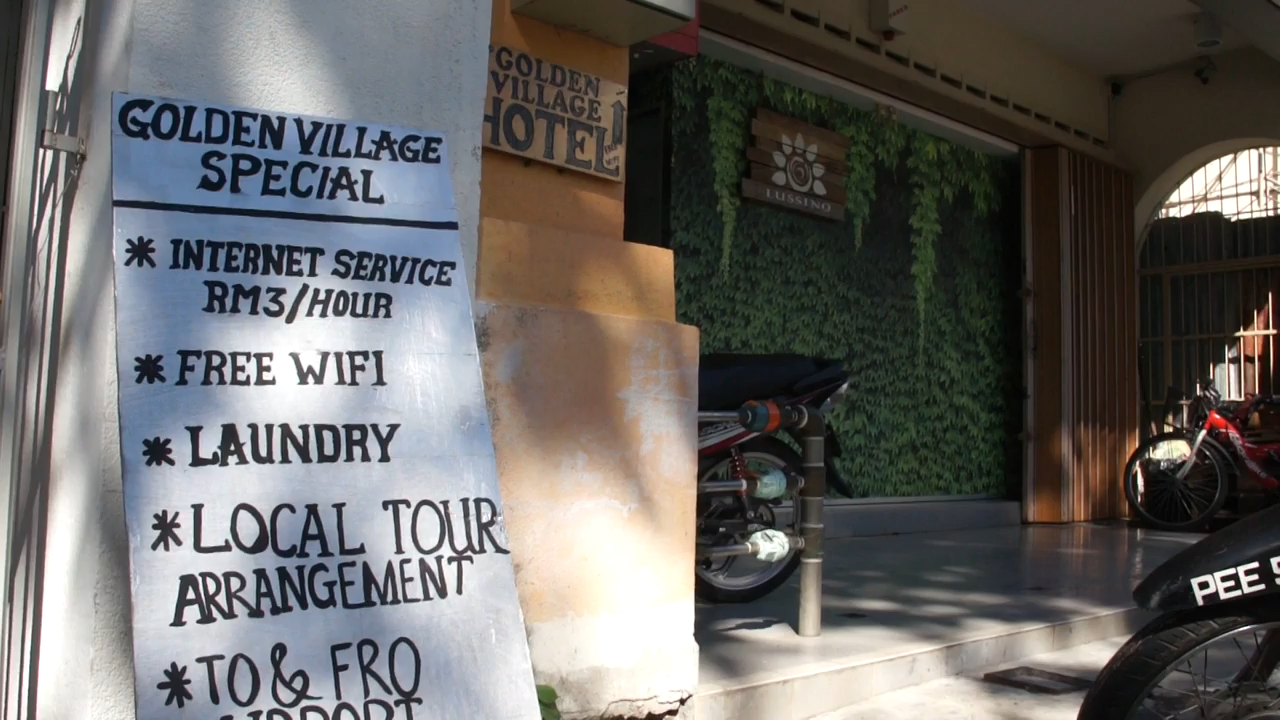 GOLDEN VILLAGE
SPECIAL
* INTERNET SERVICE
RM3/HOUR
* FREE WIFI
* LAUNDRY
* LOCAL TOUR
ARRANGEMENT
* TO & FRO
AIRPORT
GOLDEN
VILLAGE
HOTEL
LUSSINO
PEE